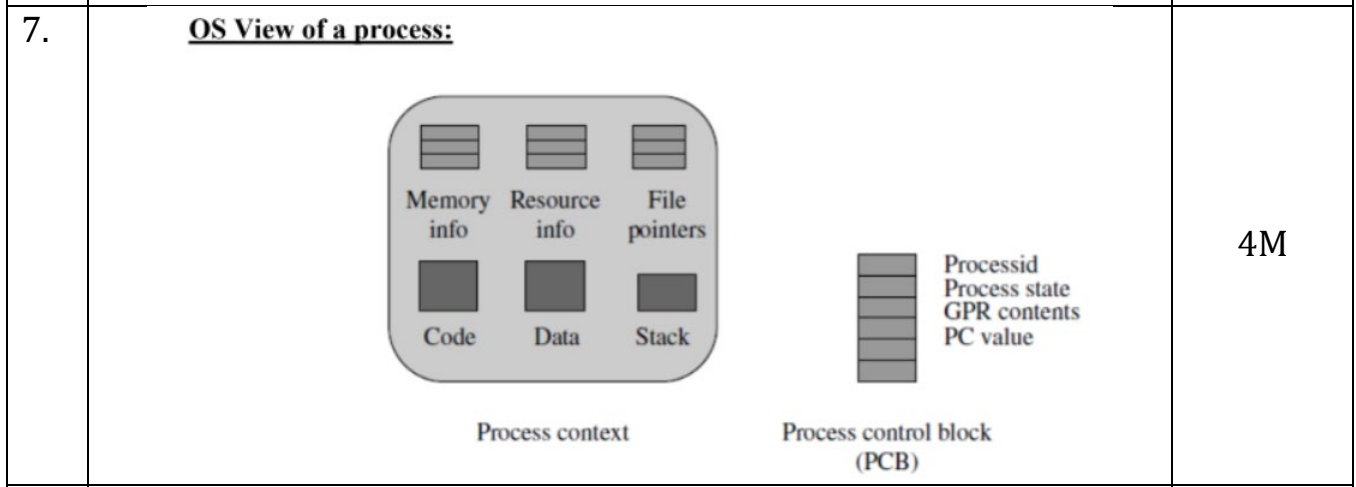 7.
OS View of a process:
Memory Resource File
info info pointers
Code Data Stack
Processid
Process state
GPR contents
PC value
Process context
Process control block
(PCB)
4M